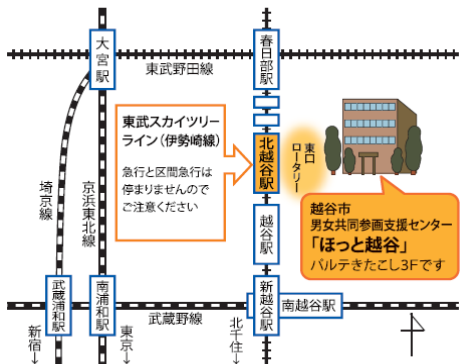 大宮駅
春日部駅
東武野田線
東武スカイツリー
ライン(伊勢崎線)
急行と区間急行は
停まりませんので
ご注意ください
北越谷駅
東口
ロータリー
越谷市
男女共同参画支援センター
「ほっと越谷」
パルテきたこし3Fです
埼京線
京浜東北線
越谷駅
武蔵浦和駅
南浦和駅
新越谷駅
南越谷駅
武蔵野線
新宿→
東京→
北千住→